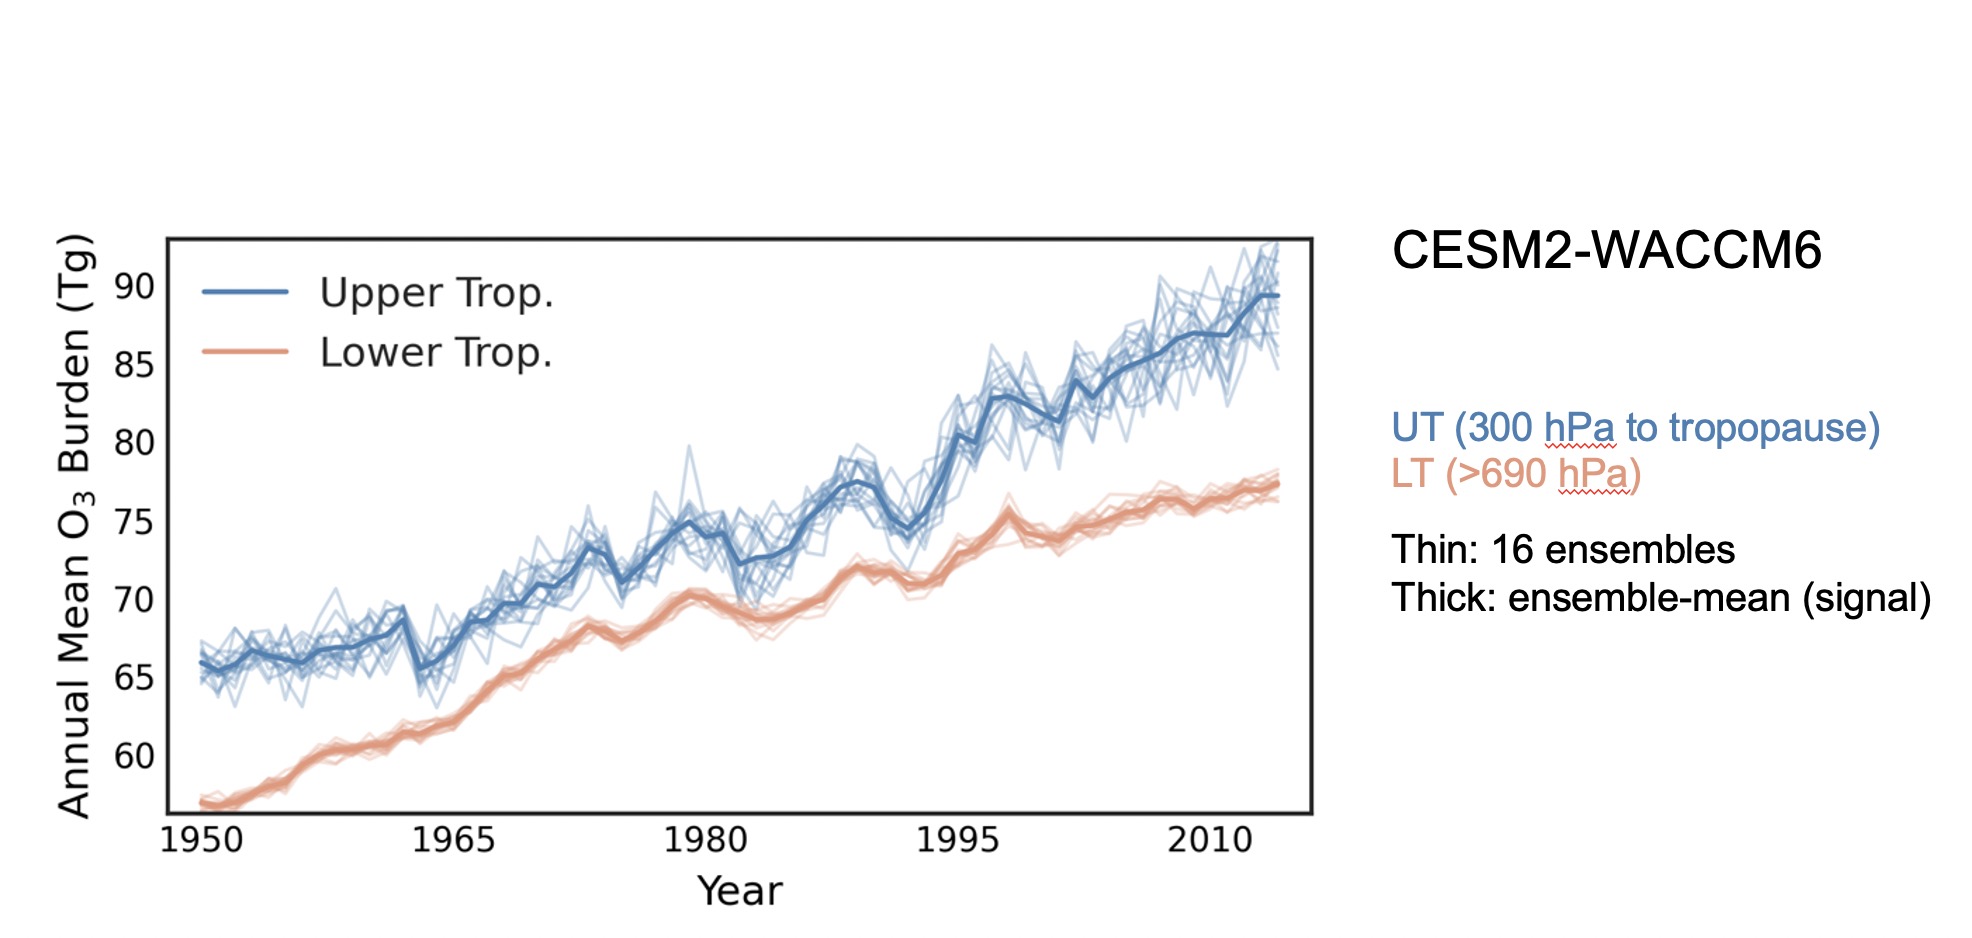 CESM2-WACCM6
Annual Mean O₃ Burden (Tg)
90
85
80
75
70
65
60
Upper Trop.
Lower Trop.
1950 1965 1980 1995 2010
Year
UT (300 hPa to tropopause)
LT (>690 hPa)
Thin: 16 ensembles
Thick: ensemble-mean (signal)